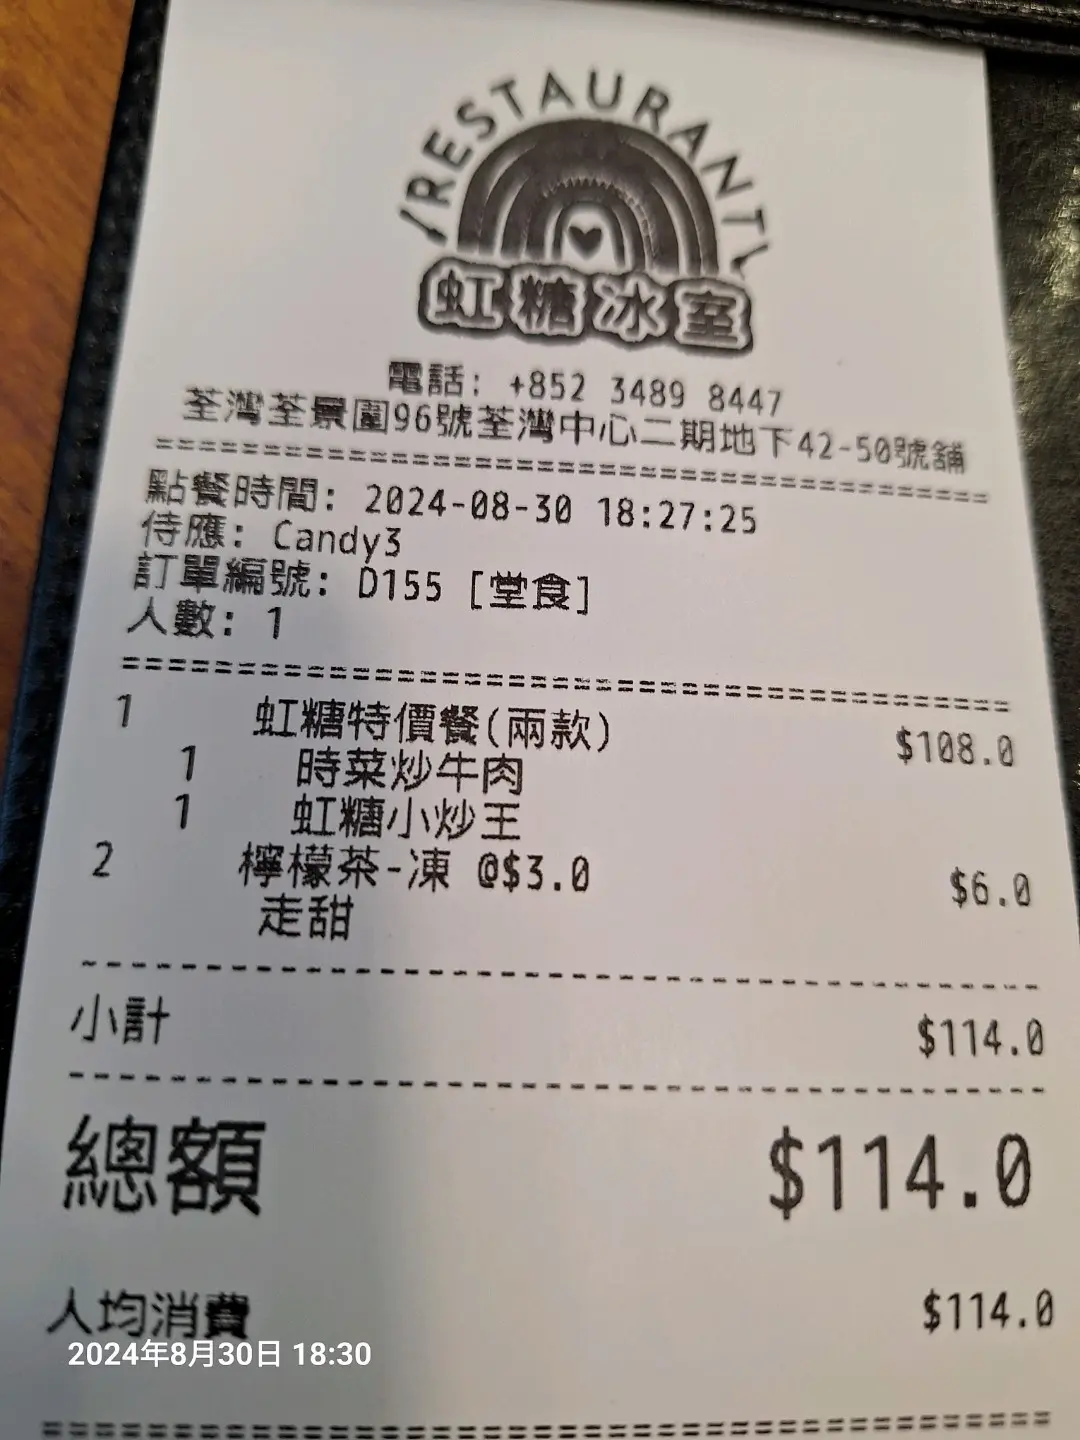 RESTAURANT
虹糖冰室
電話: +852 3489 8447
荃灣荃景圍96號荃灣中心二期地下42-50號舖
================================
點餐時間: 2024-08-30 18:27:25
侍應: Candy3
訂單編號: D155 [堂食]
人數: 1
================================
1 虹糖特價餐(兩款) $108.0
1 時菜炒牛肉
1 虹糖小炒王
2 檸檬茶-凍 @$3.0 $6.0
走甜
小計 $114.0
總額 $114.0
人均消費 $114.0
2024年8月30日 18:30